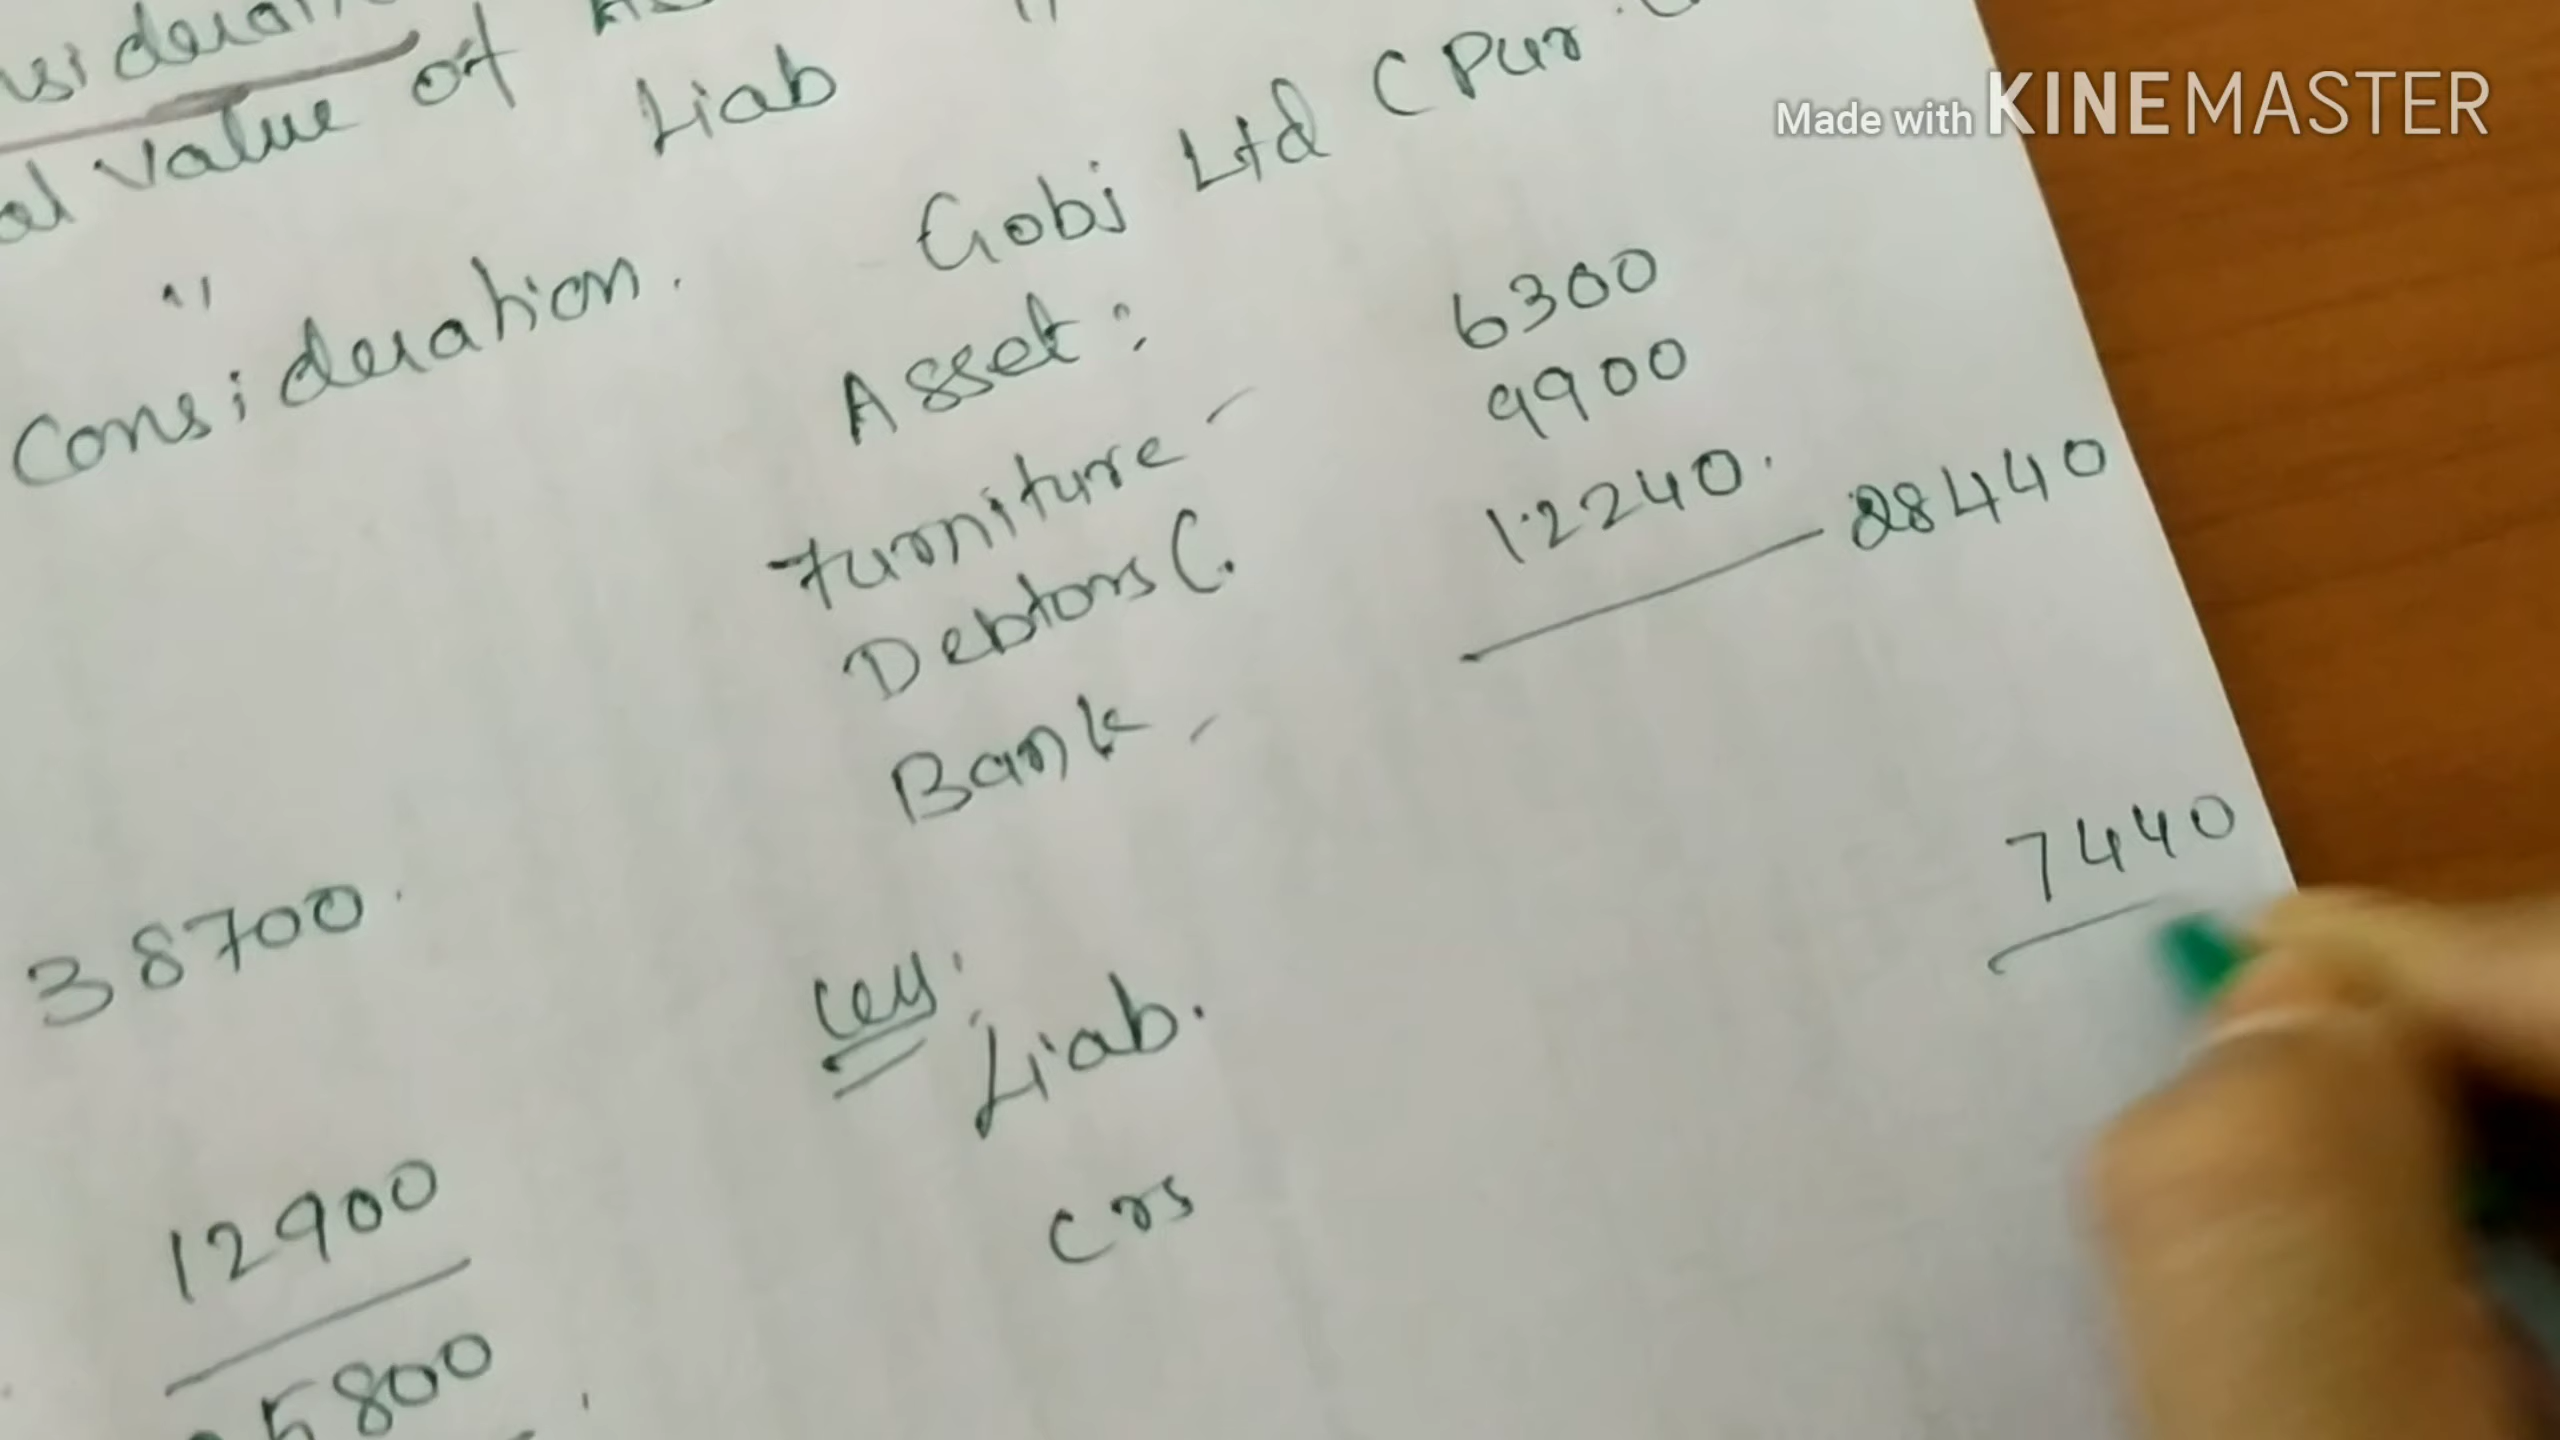 Made with KINEMASTER
al value of
Liab
"
Consideration.
38700.
12900
5800
Gobi Ltd ( Pur
Asset :
Furniture - 6300
Debtors ( . 9900
Bank - 12240. 28440
Less:
Liab.
Crs 7440